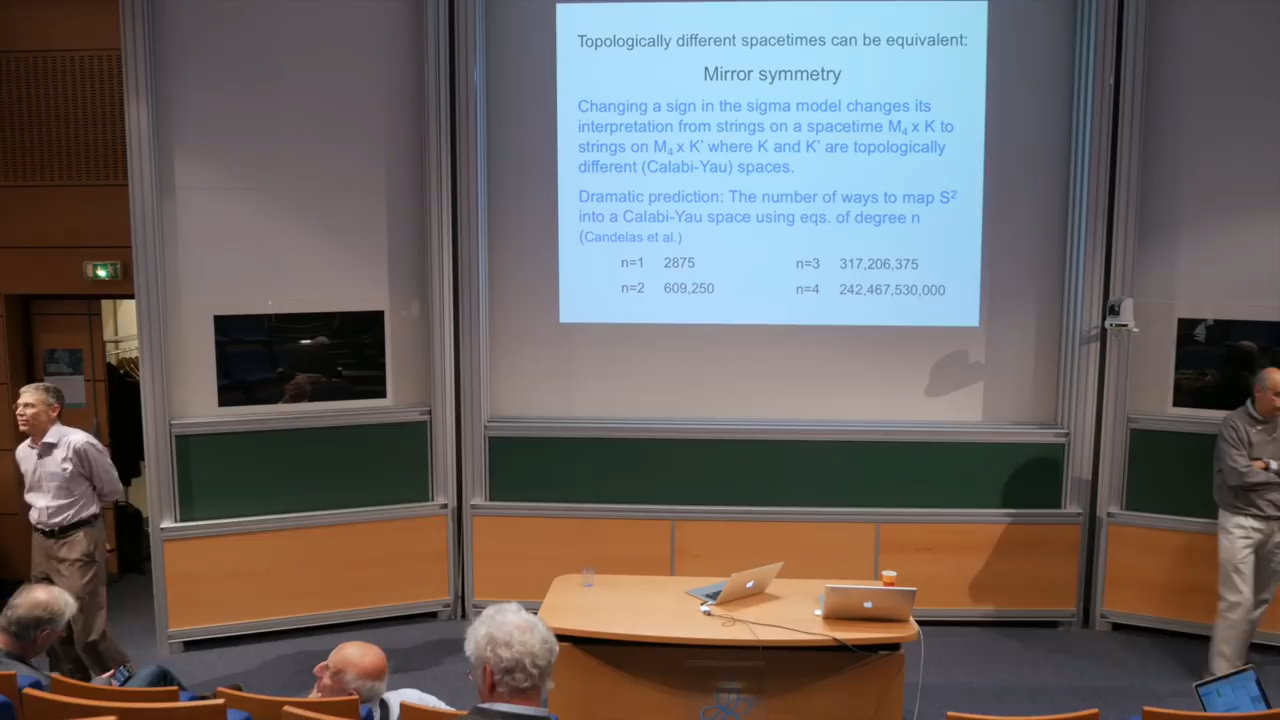 Topologically different spacetimes can be equivalent:
Mirror symmetry
Changing a sign in the sigma model changes its
interpretation from strings on a spacetime M₄ x K to
strings on M₄ x K’ where K and K’ are topologically
different (Calabi-Yau) spaces.
Dramatic prediction: The number of ways to map S²
into a Calabi-Yau space using eqs. of degree n
(Candelas et al.)
n=1 2875 n=3 317,206,375
n=2 609,250 n=4 242,467,530,000